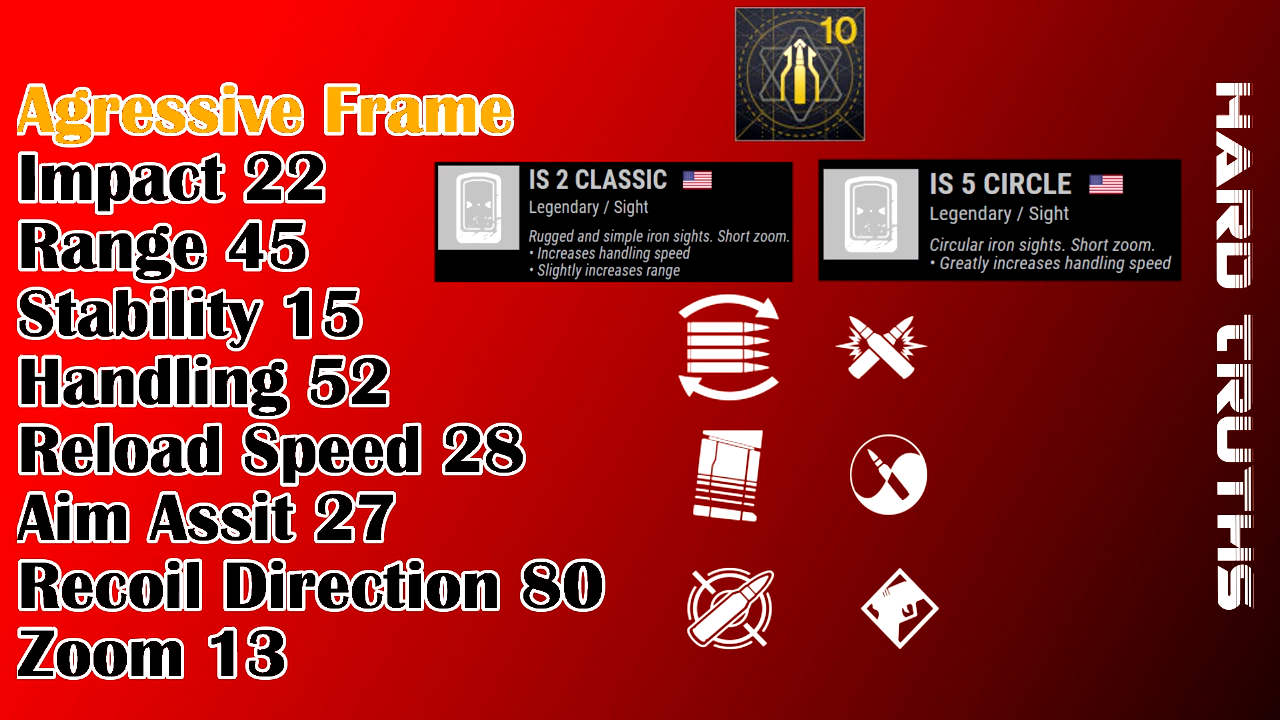 10
Agressive Frame
Impact 22
Range 45
Stability 15
Handling 52
Reload Speed 28
Aim Assit 27
Recoil Direction 80
Zoom 13
IS 2 CLASSIC
Legendary / Sight
Rugged and simple iron sights. Short zoom.
• Increases handling speed
• Slightly increases range
IS 5 CIRCLE
Legendary / Sight
Circular iron sights. Short zoom.
• Greatly increases handling speed
HARD TRUTHS